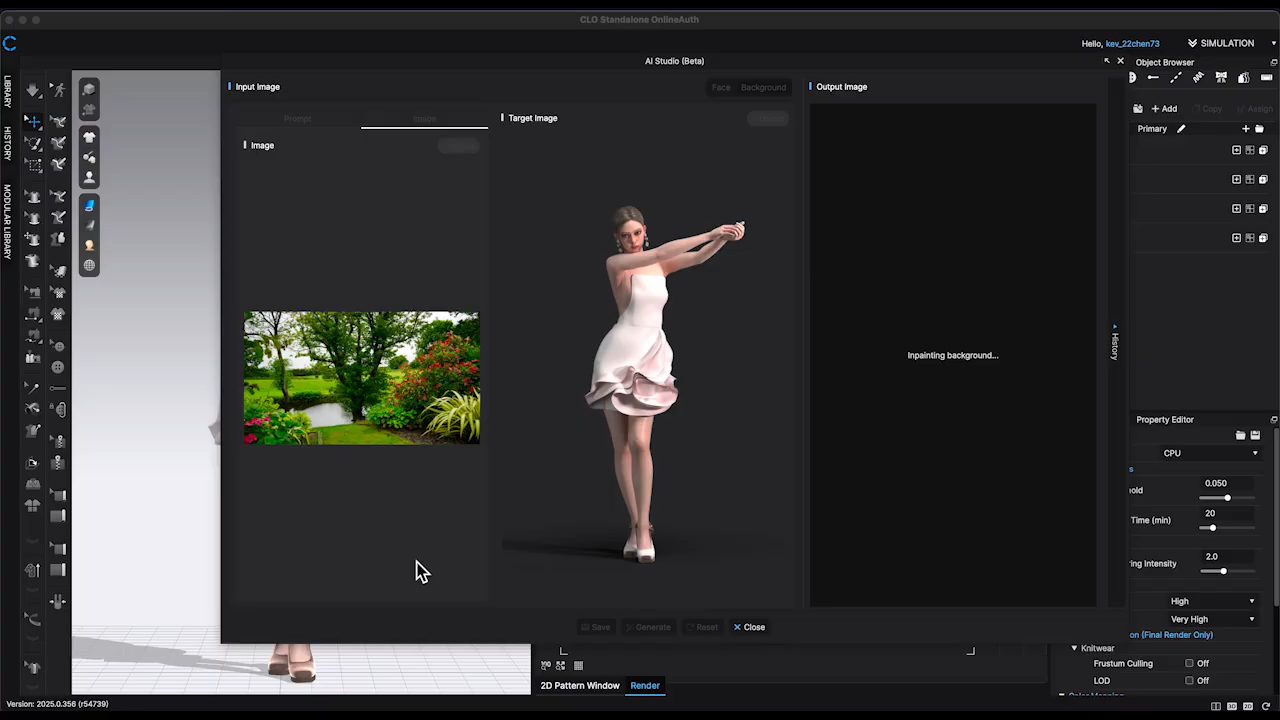 CLO Standalone OnlineAuth
Hello, kev_22chen73
SIMULATION
AI Studio (Beta)
Object Browser
Input Image
Face
Background
Output Image
Prompt
Image
Target Image
Image
LIBRARY
HISTORY
MODULAR LIBRARY
Add
Copy
Assign
Primary
Inpainting background...
History
Property Editor
CPU
0.050
Time (min)
20
2.0
ring Intensity
High
Very High
on (Final Render Only)
Knitwear
Frustum Culling
Off
LOD
Off
Save
Generate
Reset
Close
2D Pattern Window
Render
Version: 2025.0.356 (r54739)
3D
2D